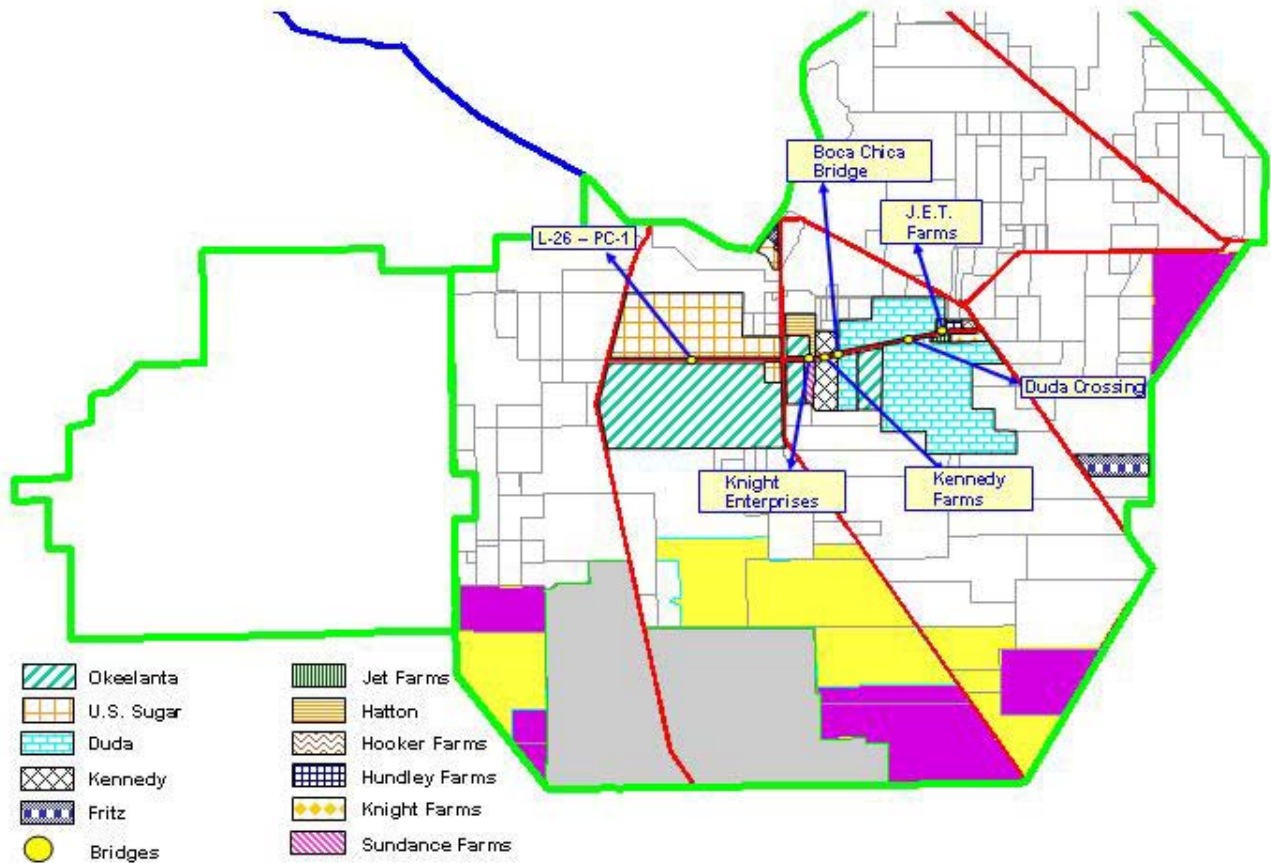 Boca Chica
Bridge
J.E.T.
Farms
L-26 – PC-1
Duda Crossing
Knight
Enterprises
Kennedy
Farms
Okeelanta
U.S. Sugar
Duda
Kennedy
Fritz
Bridges
Jet Farms
Hatton
Hooker Farms
Hundley Farms
Knight Farms
Sundance Farms